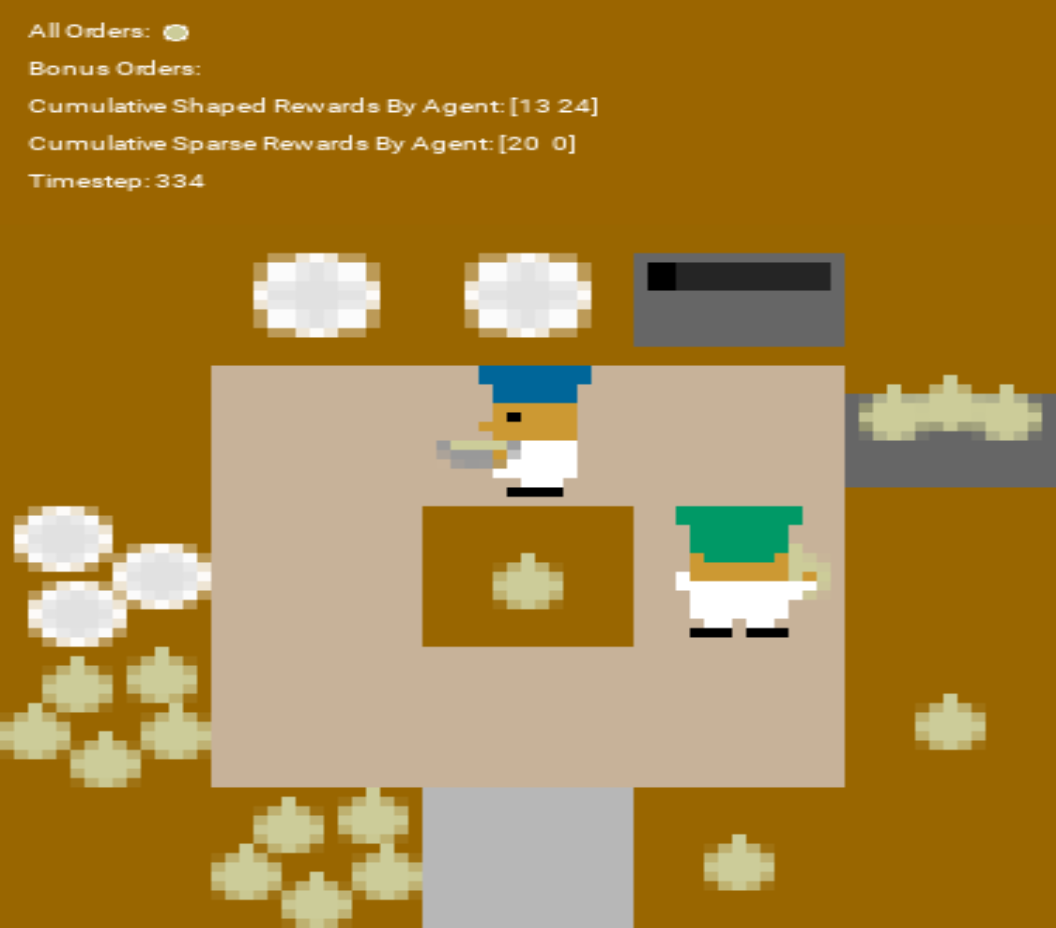 All Orders:
Bonus Orders:
Cumulative Shaped Rewards By Agent: [13 24]
Cumulative Sparse Rewards By Agent: [20  0]
Timestep: 334